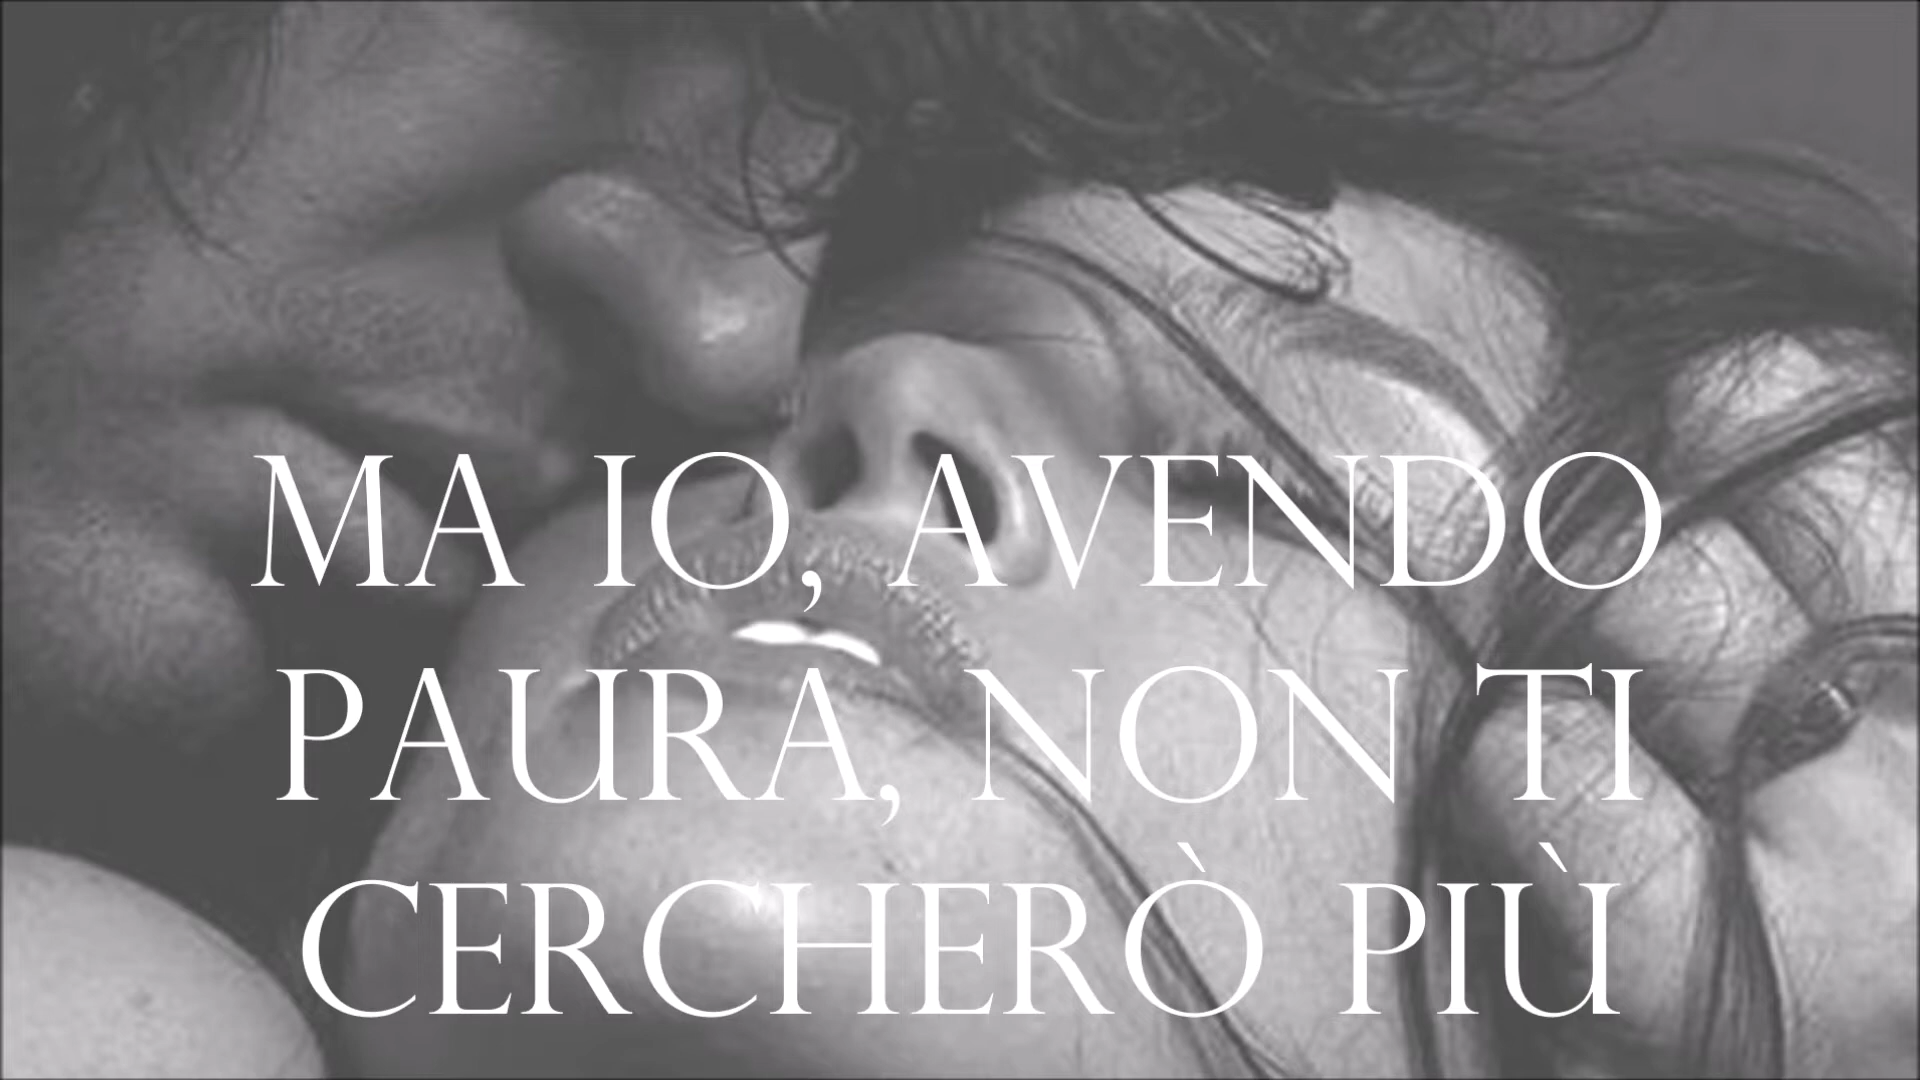 MA IO, AVENDO
PAURA, NON TI
CERCHERÒ PIÙ